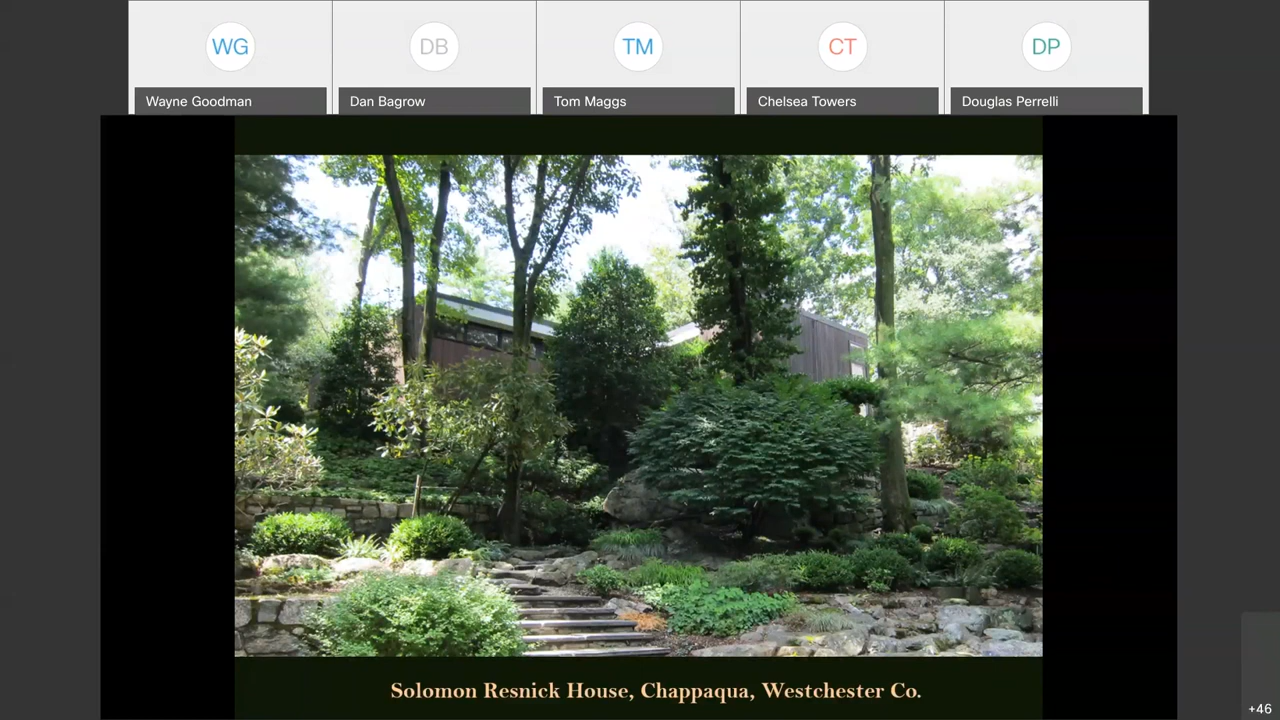 WG
DB
TM
CT
DP
Wayne Goodman
Dan Bagrow
Tom Maggs
Chelsea Towers
Douglas Perrelli
Solomon Resnick House, Chappaqua, Westchester Co.
+46